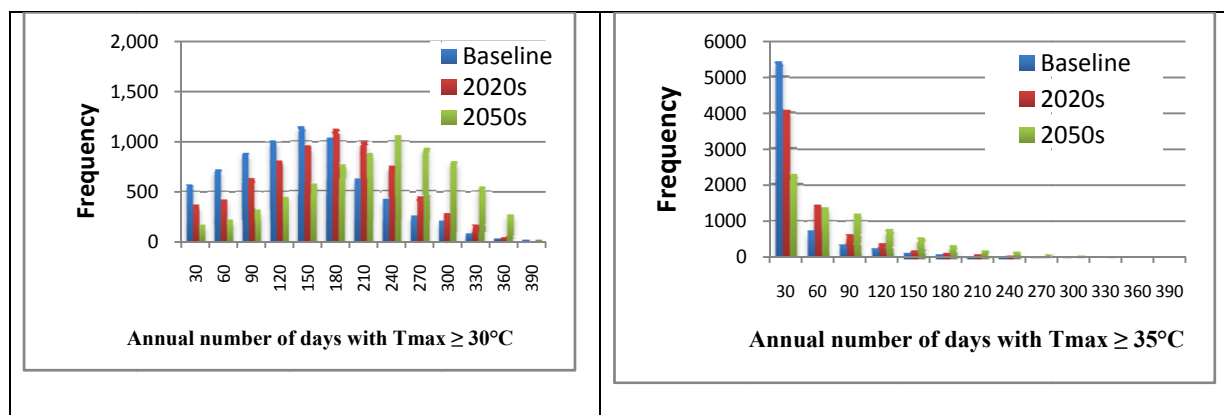 2,000
1,500
1,000
500
0
Frequency
Baseline
2020s
2050s
30 60 90 120 150 180 210 240 270 300 330 360 390
Annual number of days with Tmax ≥ 30°C
6000
5000
4000
3000
2000
1000
0
Frequency
Baseline
2020s
2050s
30 60 90 120 150 180 210 240 270 300 330 360 390
Annual number of days with Tmax ≥ 35°C